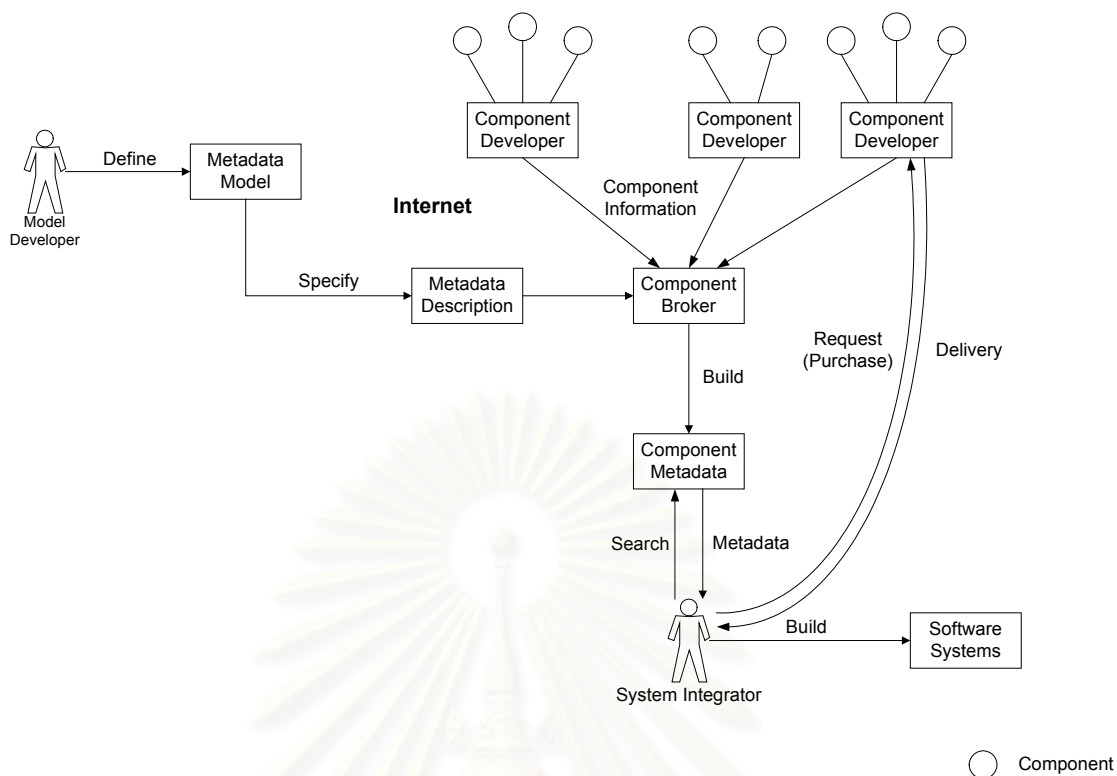 Component
Developer
Component
Developer
Component
Developer
Define
Metadata
Model
Model
Developer
Internet
Component
Information
Specify
Metadata
Description
Component
Broker
Request
(Purchase)
Delivery
Build
Component
Metadata
Search
Metadata
Build
Software
Systems
System Integrator
Component